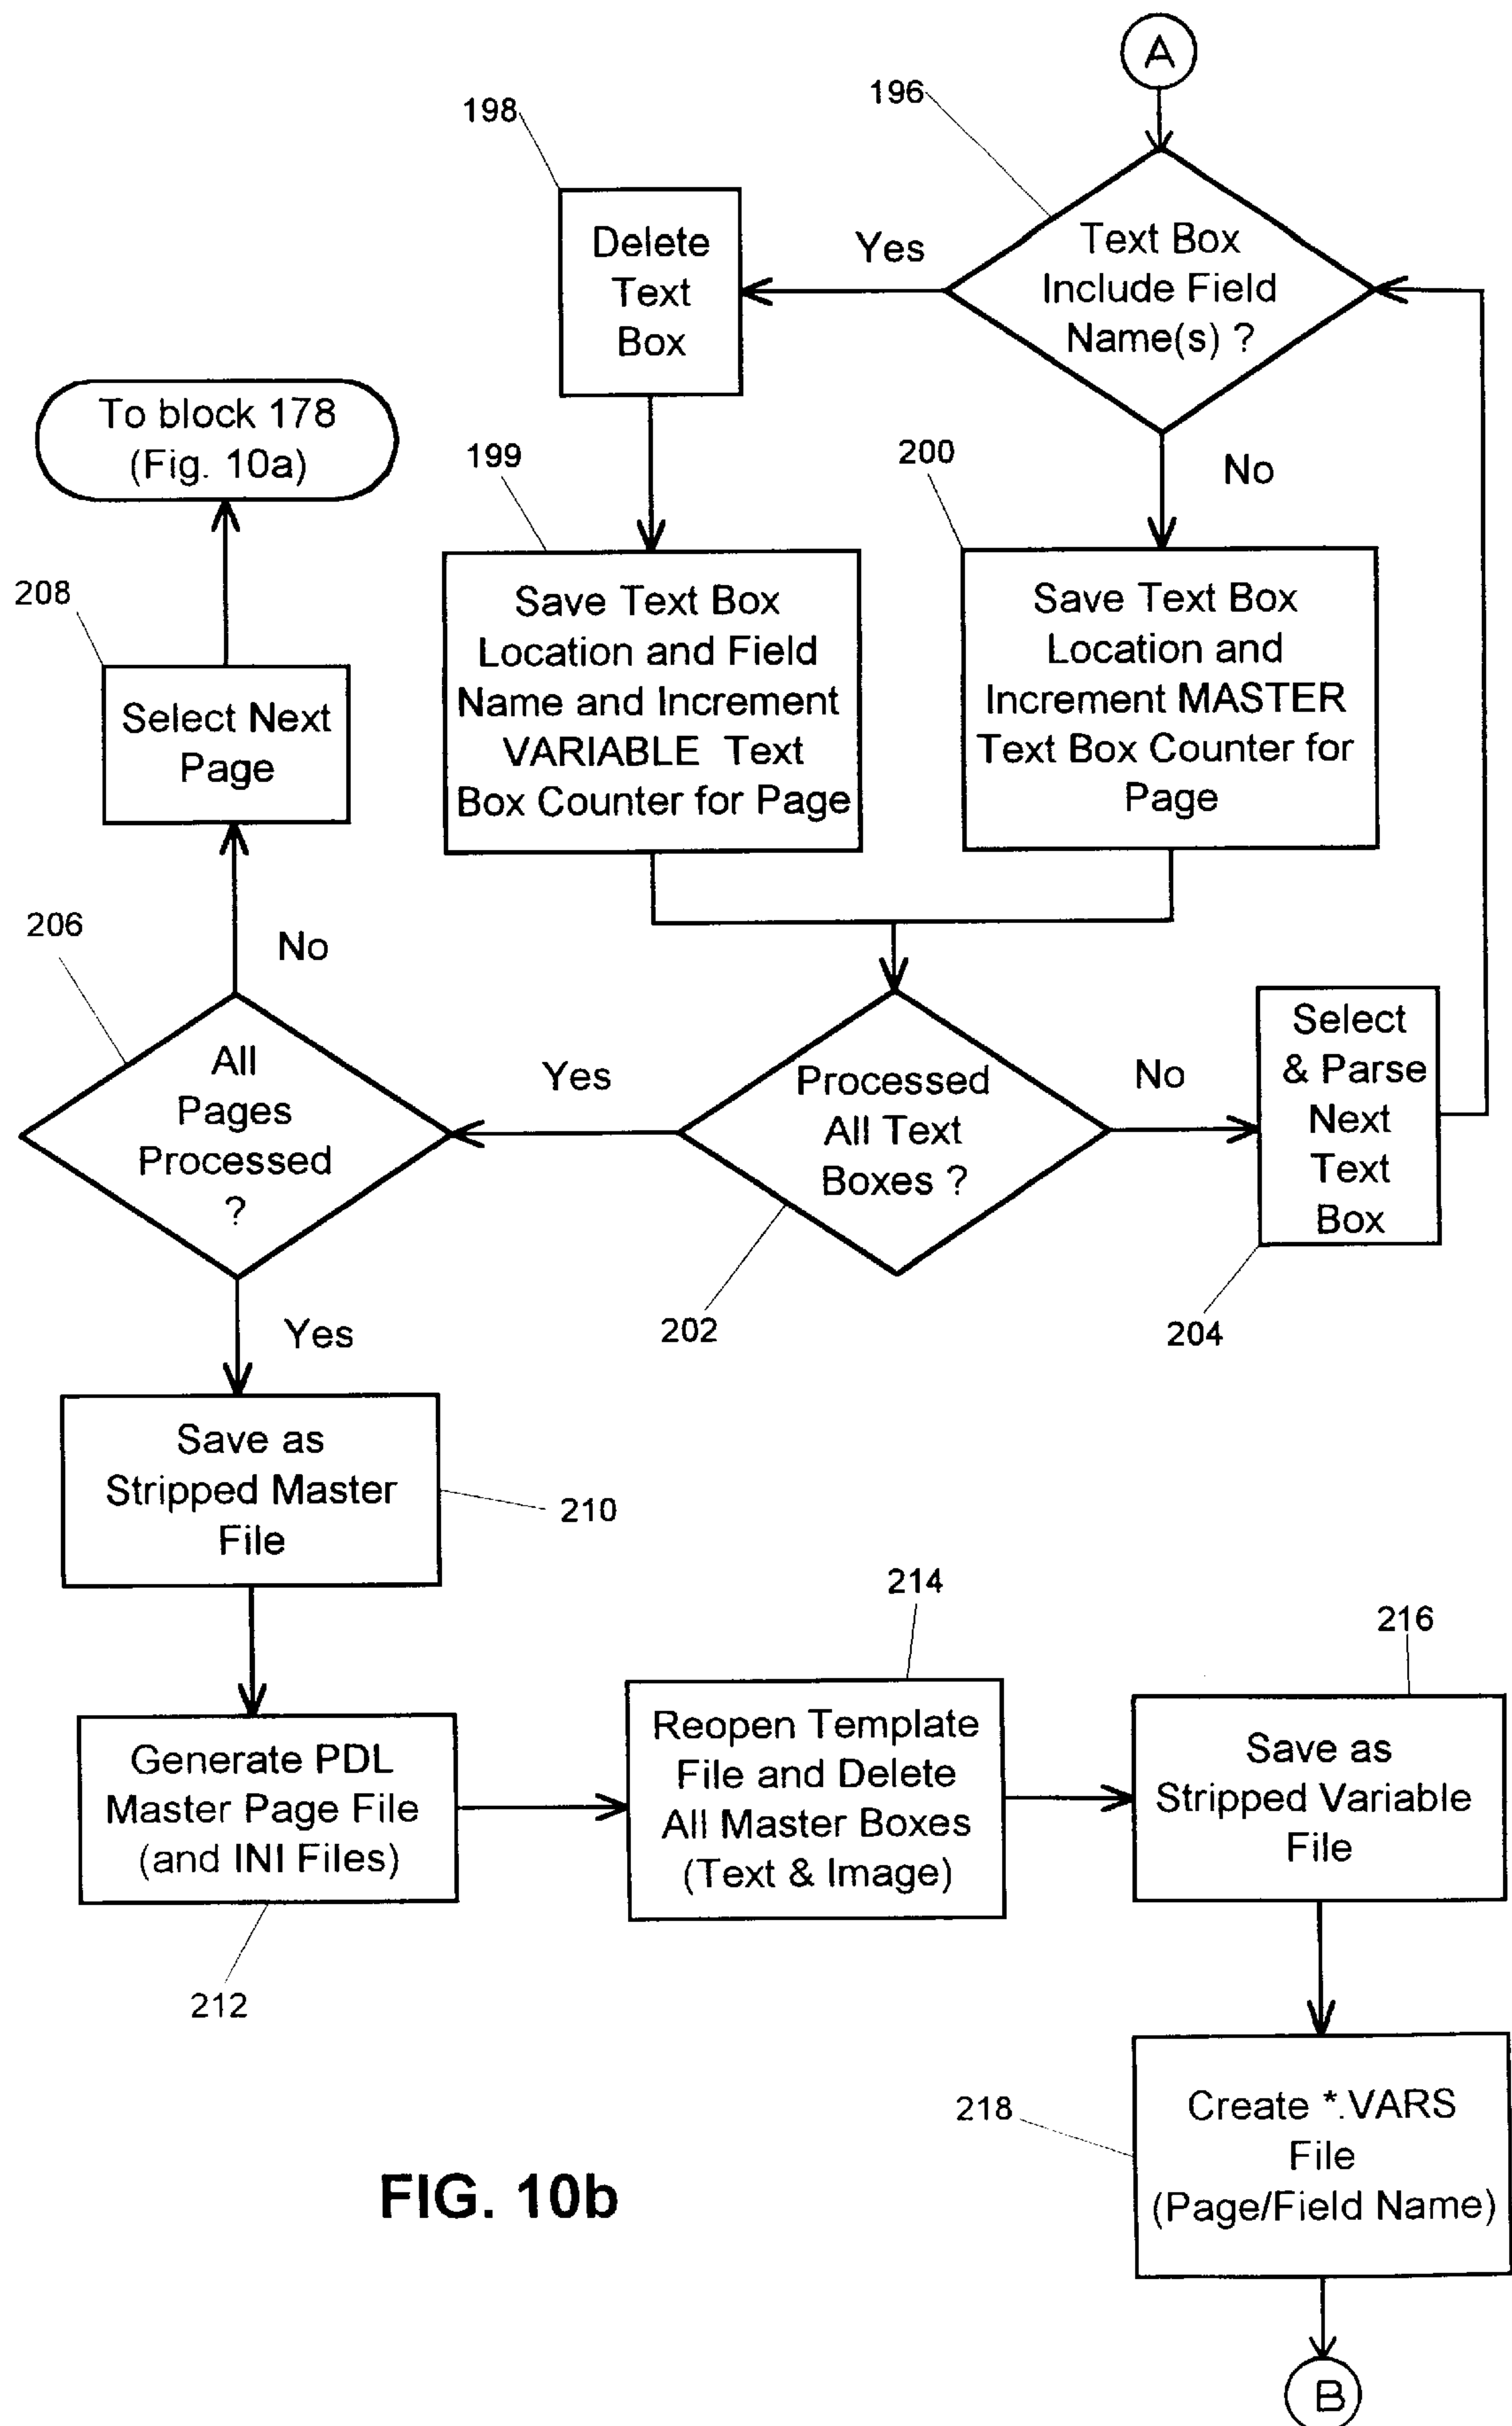 A
196
198
Text Box
Include Field
Name(s) ?
Yes
No
Delete
Text
Box
To block 178
(Fig. 10a)
199
200
Save Text Box
Location and Field
Name and Increment
VARIABLE Text
Box Counter for Page
Save Text Box
Location and
Increment MASTER
Text Box Counter for
Page
208
Select Next
Page
206
No
All
Pages
Processed
?
Yes
Processed
All Text
Boxes ?
No
Select
& Parse
Next
Text
Box
202
204
Yes
Save as
Stripped Master
File
210
214
216
Generate PDL
Master Page File
(and INI Files)
Reopen Template
File and Delete
All Master Boxes
(Text & Image)
Save as
Stripped Variable
File
212
218
Create *.VARS
File
(Page/Field Name)
FIG. 10b
B